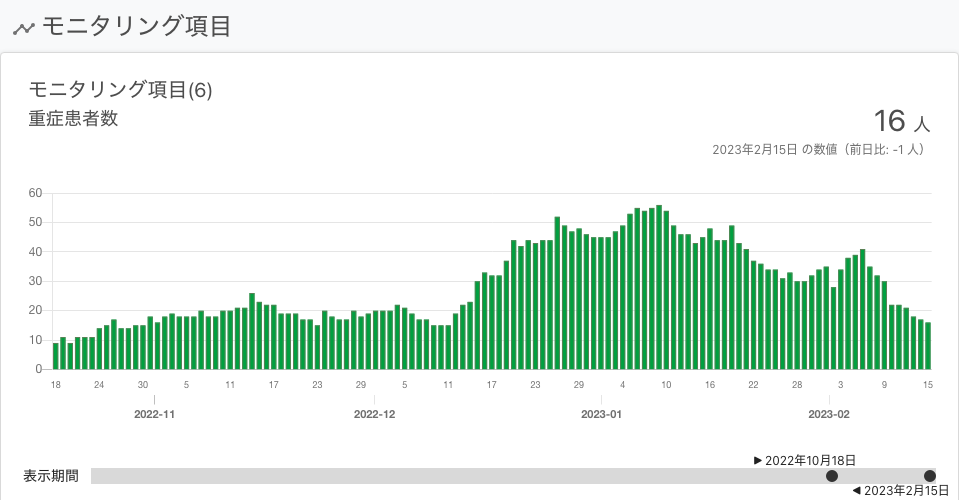 モニタリング項目
モニタリング項目(6)
重症患者数
16 人
2023年2月15日 の数値（前日比: -1 人）
60
50
40
30
20
10
0
18 24 30 5 11 17 23 29 5 11 17 23 29 4 10 16 22 28 3 9 15
2022-11 2022-12 2023-01 2023-02
▶ 2022年10月18日
表示期間
◀ 2023年2月15日